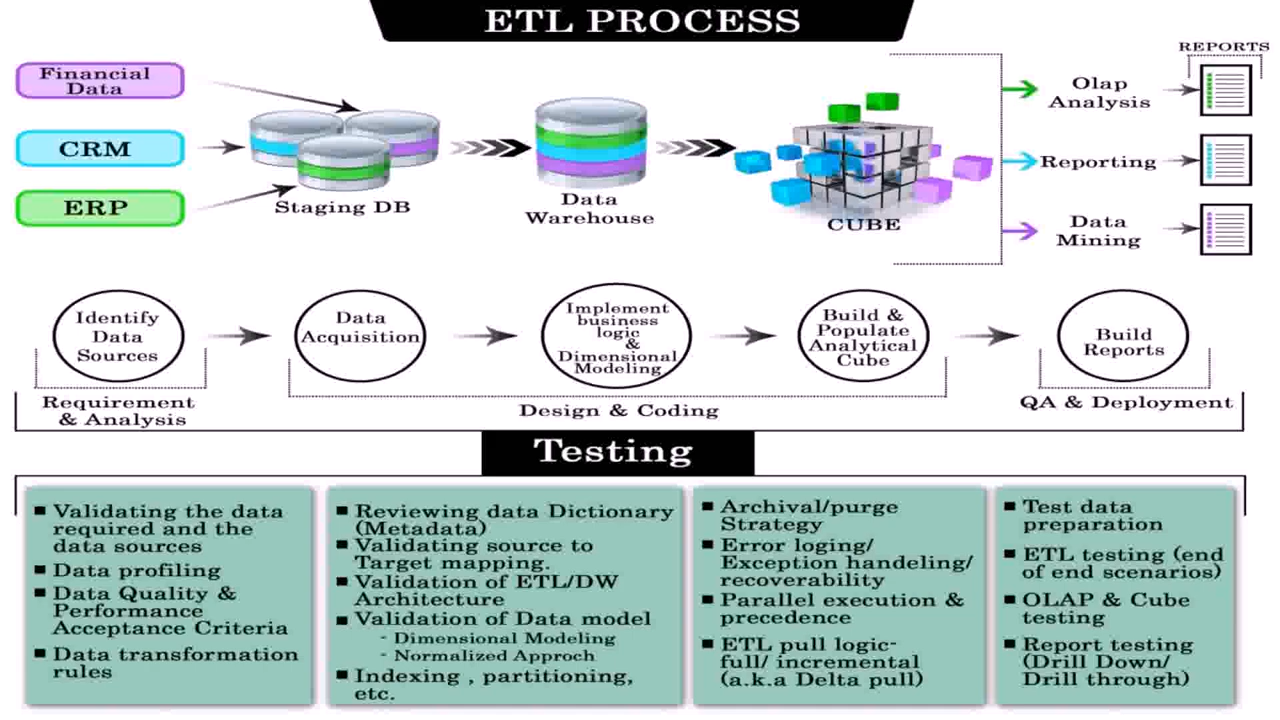 ETL PROCESS
REPORTS
Financial
Data
CRM
ERP
Staging DB
Data
Warehouse
CUBE
Olap
Analysis
Reporting
Data
Mining
Identify
Data
Sources
Data
Acquisition
Implement
business
logic
&
Dimensional
Modeling
Build &
Populate
Analytical
Cube
Build
Reports
Requirement
& Analysis
Design & Coding
QA & Deployment
Testing
▪ Validating the data
required and the
data sources
▪ Data profiling
▪ Data Quality &
Performance
Acceptance Criteria
▪ Data transformation
rules
▪ Reviewing data Dictionary
(Metadata)
▪ Validating source to
Target mapping.
▪ Validation of ETL/DW
Architecture
▪ Validation of Data model
- Dimensional Modeling
- Normalized Approch
▪ Indexing , partitioning,
etc.
▪ Archival/purge
Strategy
▪ Error loging/
Exception handeling/
recoverability
▪ Parallel execution &
precedence
▪ ETL pull logic-
full/ incremental
(a.k.a Delta pull)
▪ Test data
preparation
▪ ETL testing (end
of end scenarios)
▪ OLAP & Cube
testing
▪ Report testing
(Drill Down/
Drill through)